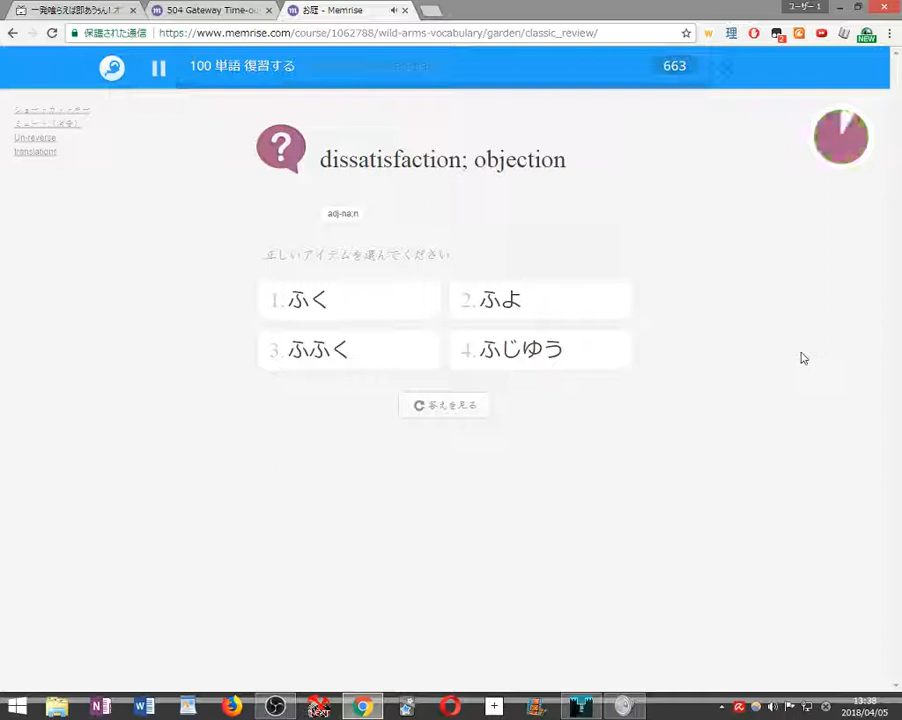 一発喰らえば即あうろん! オ
504 Gateway Time-ou
お庭 - Memrise
ユーザー 1
保護された通信
https://www.memrise.com/course/1062788/wild-arms-vocabulary/garden/classic_review/
100 単語 復習する
663
Un-reverse
translations
dissatisfaction; objection
adj-na;n
正しいアイテムを選んでください
1. ふく
2. ふよ
3. ふふく
4. ふじゆう
答えを見る
13:38
2018/04/05